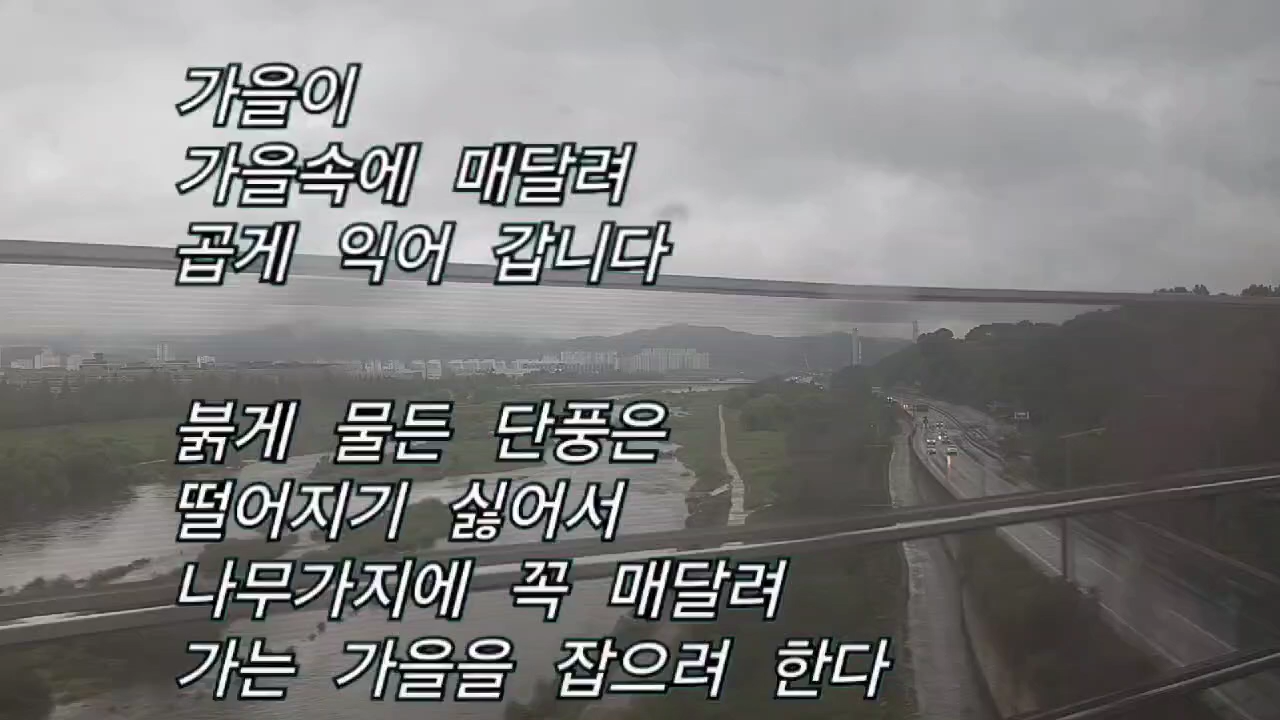 가을이
가을속에 매달려
곱게 익어 갑니다
붉게 물든 단풍은
떨어지기 싫어서
나무가지에 꼭 매달려
가는 가을을 잡으려 한다